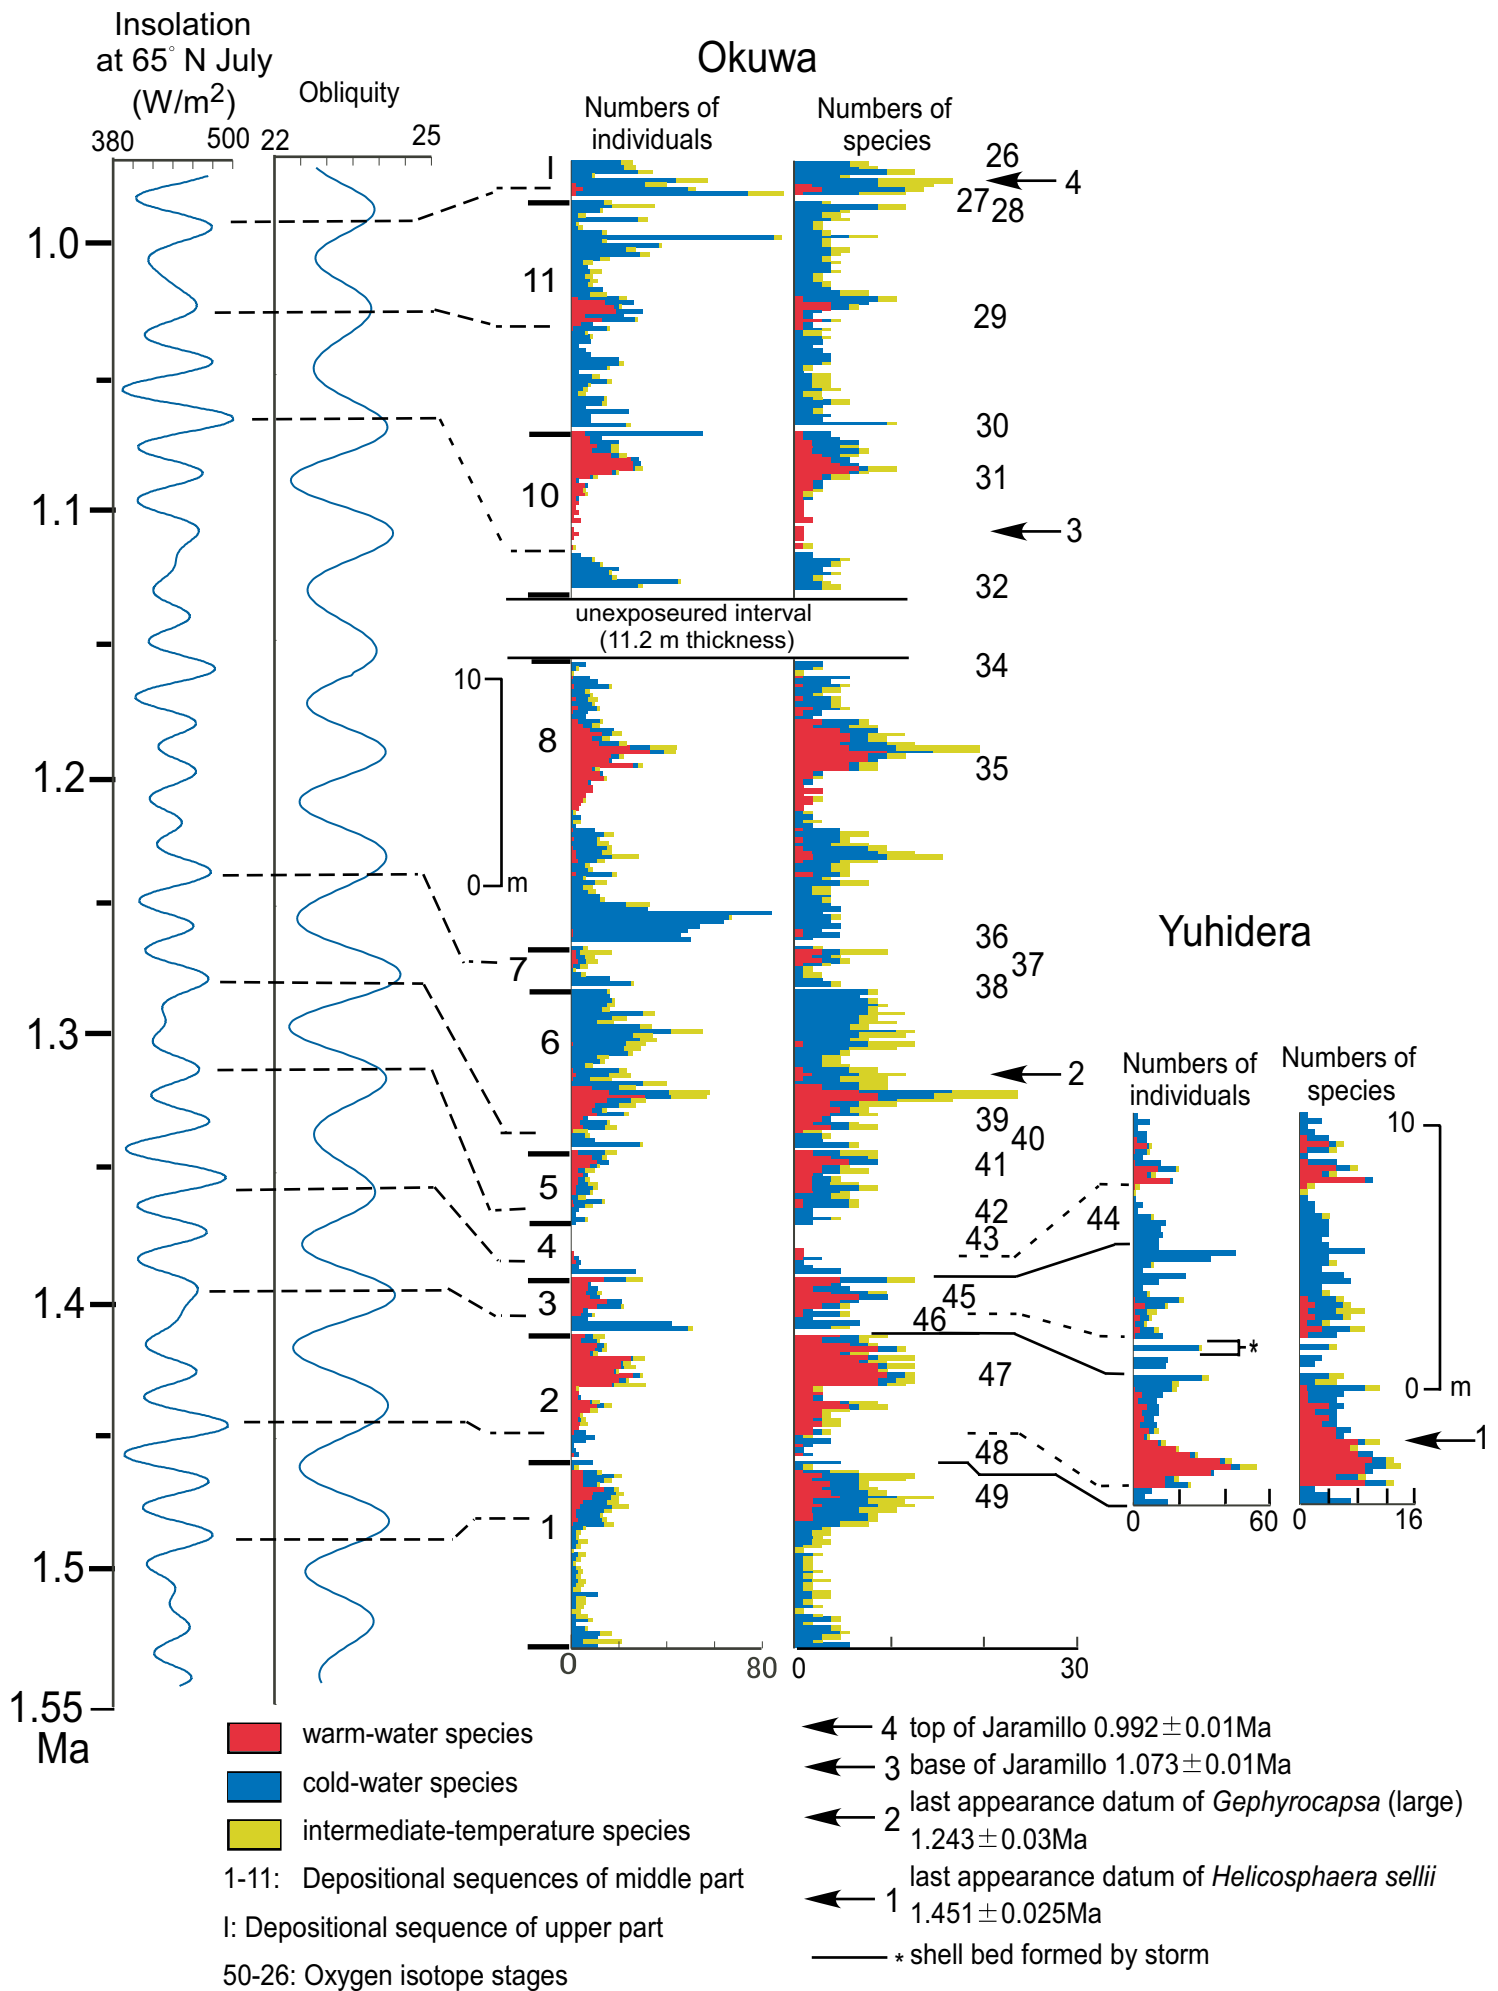 Insolation
at 65° N July
(W/m2)
380
500
Obliquity
22
25
Okuwa
Numbers of
individuals
Numbers of
species
I
11
10
8
7
6
5
4
3
2
1
26
4
27
28
29
30
31
3
32
34
35
36
37
38
2
39
40
41
42
43
44
45
46
47
48
49
1.0
1.1
1.2
1.3
1.4
1.5
1.55
Ma
unexposeured interval
(11.2 m thickness)
10
0
m
Yuhidera
Numbers of
individuals
Numbers of
species
10
0
m
*
1
0
60
0
16
0
80
0
30
warm-water species
cold-water species
intermediate-temperature species
1-11: Depositional sequences of middle part
I: Depositional sequence of upper part
50-26: Oxygen isotope stages
4 top of Jaramillo 0.992±0.01Ma
3 base of Jaramillo 1.073±0.01Ma
2 last appearance datum of Gephyrocapsa (large)
1.243±0.03Ma
1 last appearance datum of Helicosphaera sellii
1.451±0.025Ma
* shell bed formed by storm